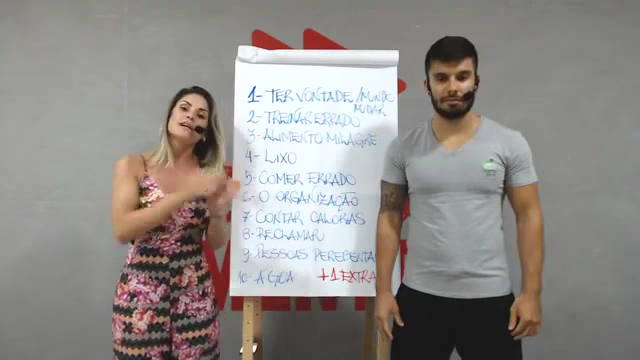 1- TER VONTADE /MUNDO
MUDAR
2- TREINAR ERRADO
3- ALIMENTO MILAGRE
4- LIXO
5- COMER ERRADO
6- O ORGANIZAÇÃO
7 CONTAR CALORIAS
8- RECLAMAR
9- PESSOAS
10- ÁGUA +1 EXTRA